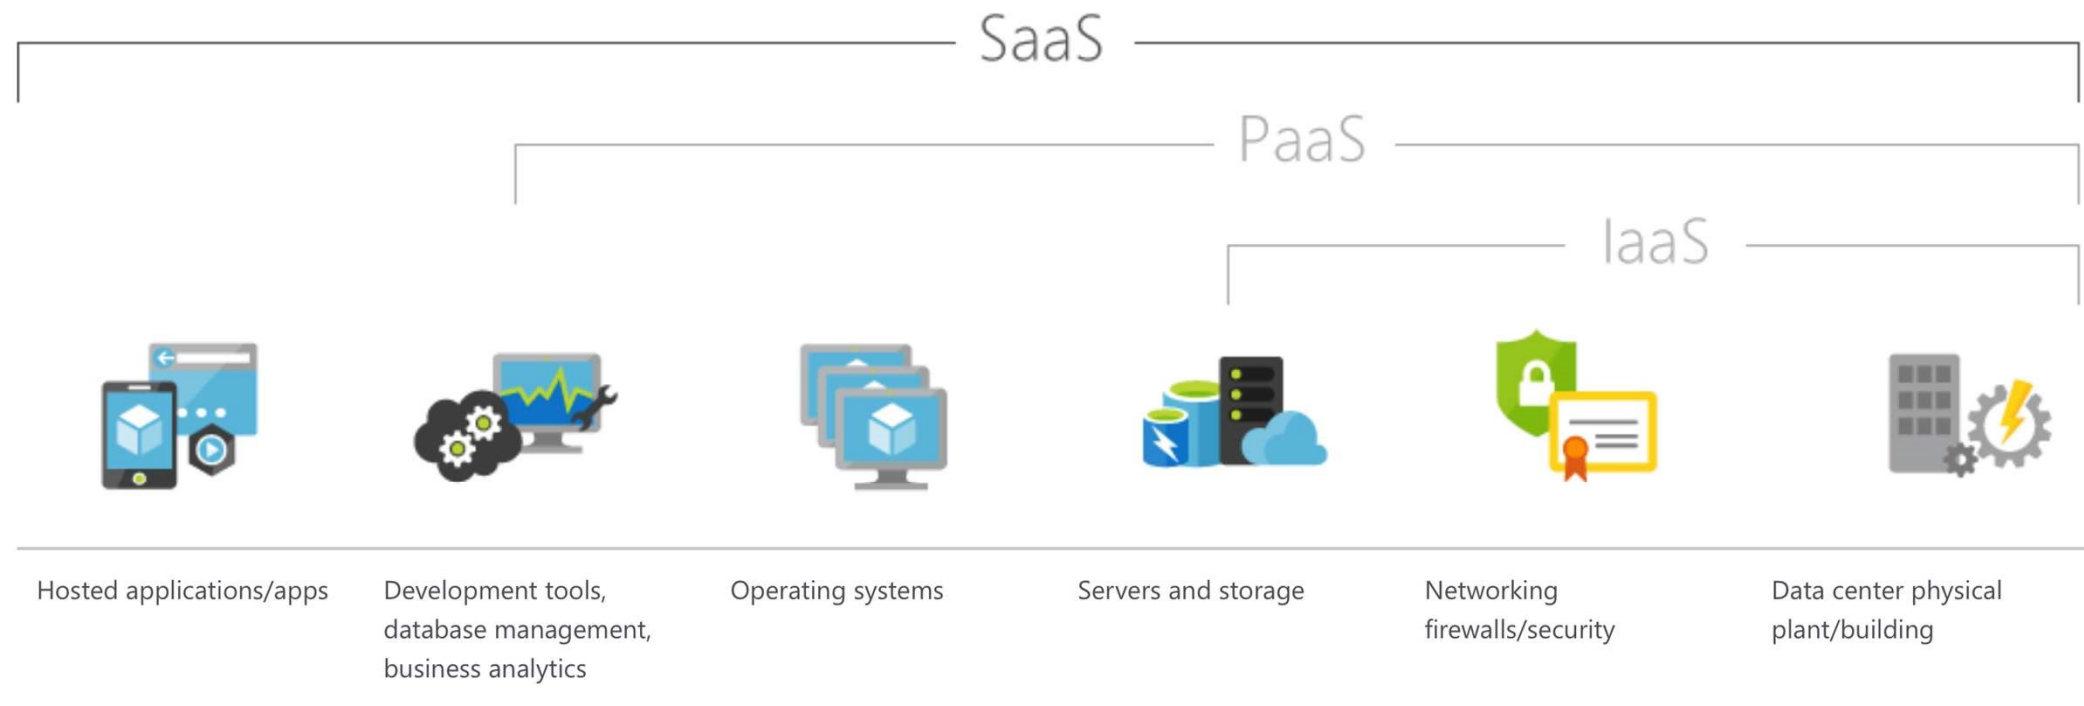 SaaS
PaaS
IaaS
Hosted applications/apps
Development tools,
database management,
business analytics
Operating systems
Servers and storage
Networking
firewalls/security
Data center physical
plant/building